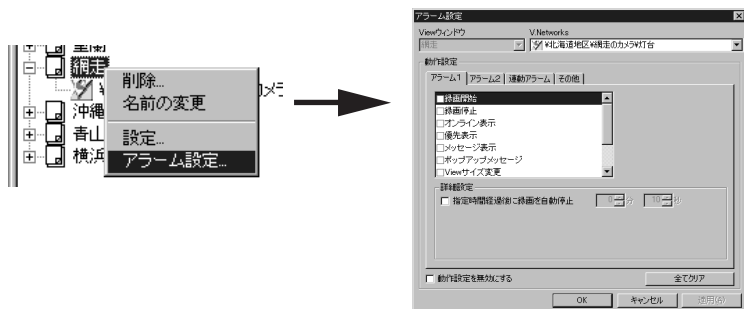 室蘭
網走
沖縄
青山
横浜
削除...
名前の変更
設定...
アラーム設定...
アラーム設定
Viewウィンドウ
V.Networks
網走
¥北海道地区¥網走のカメラ¥灯台
動作設定
アラーム1 アラーム2 連動アラーム その他
録画開始
録画停止
オンライン表示
優先表示
メッセージ表示
ポップアップメッセージ
Viewサイズ変更
詳細設定
指定時間経過後に録画を自動停止 0 分 10 秒
動作設定を無効にする
全てクリア
OK キャンセル 適用(A)